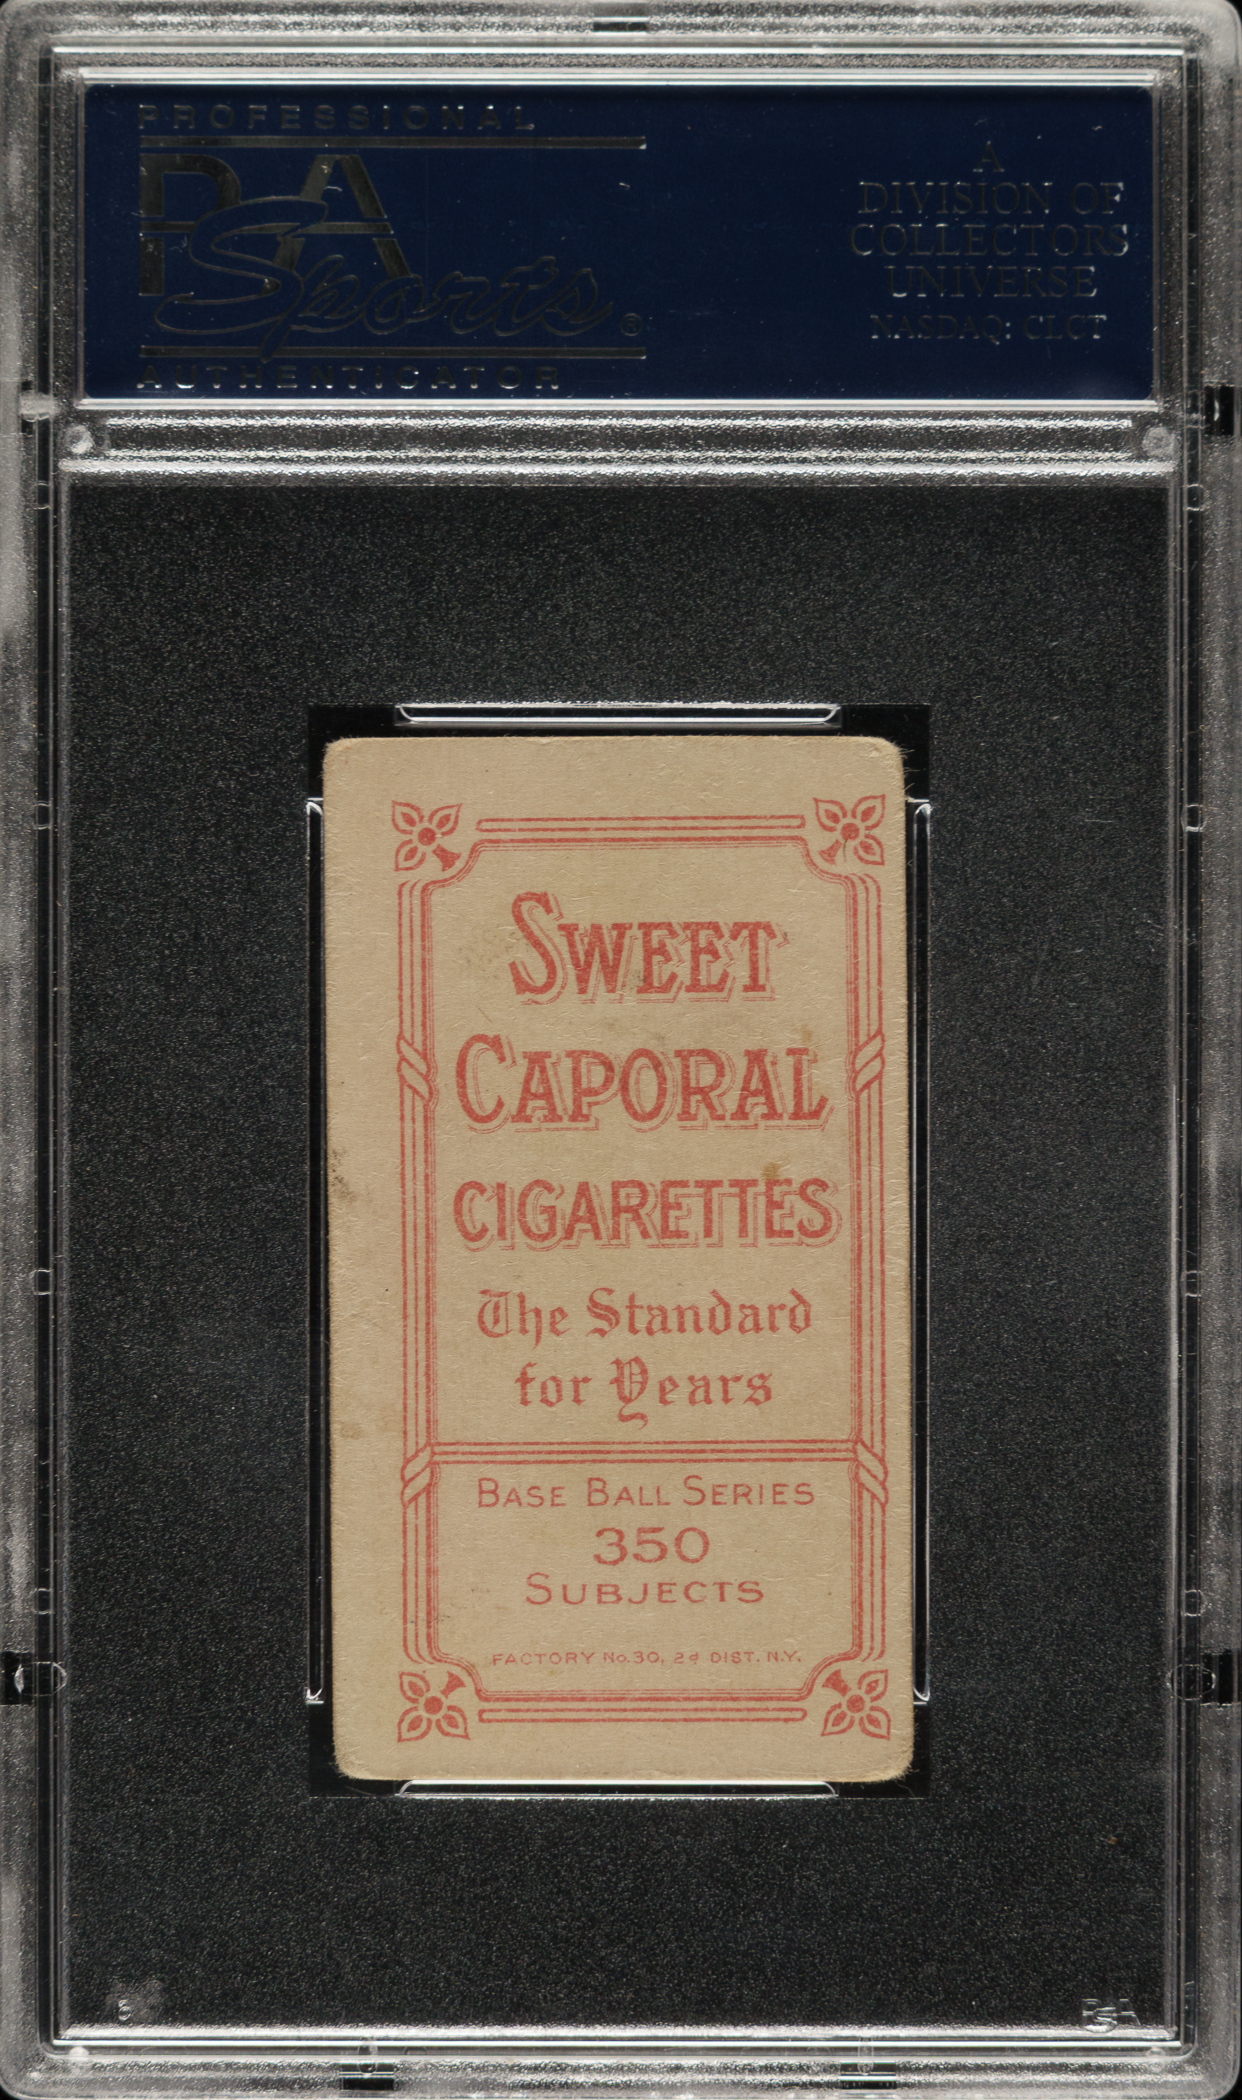 PROFESSIONAL
PSA
Sports®
AUTHENTICATOR
A
DIVISION OF
COLLECTORS
UNIVERSE
NASDAQ: CLCT
SWEET
CAPORAL
CIGARETTES
The Standard
for Years
BASE BALL SERIES
350
SUBJECTS
FACTORY No. 30, 2d DIST. N.Y.
PSA